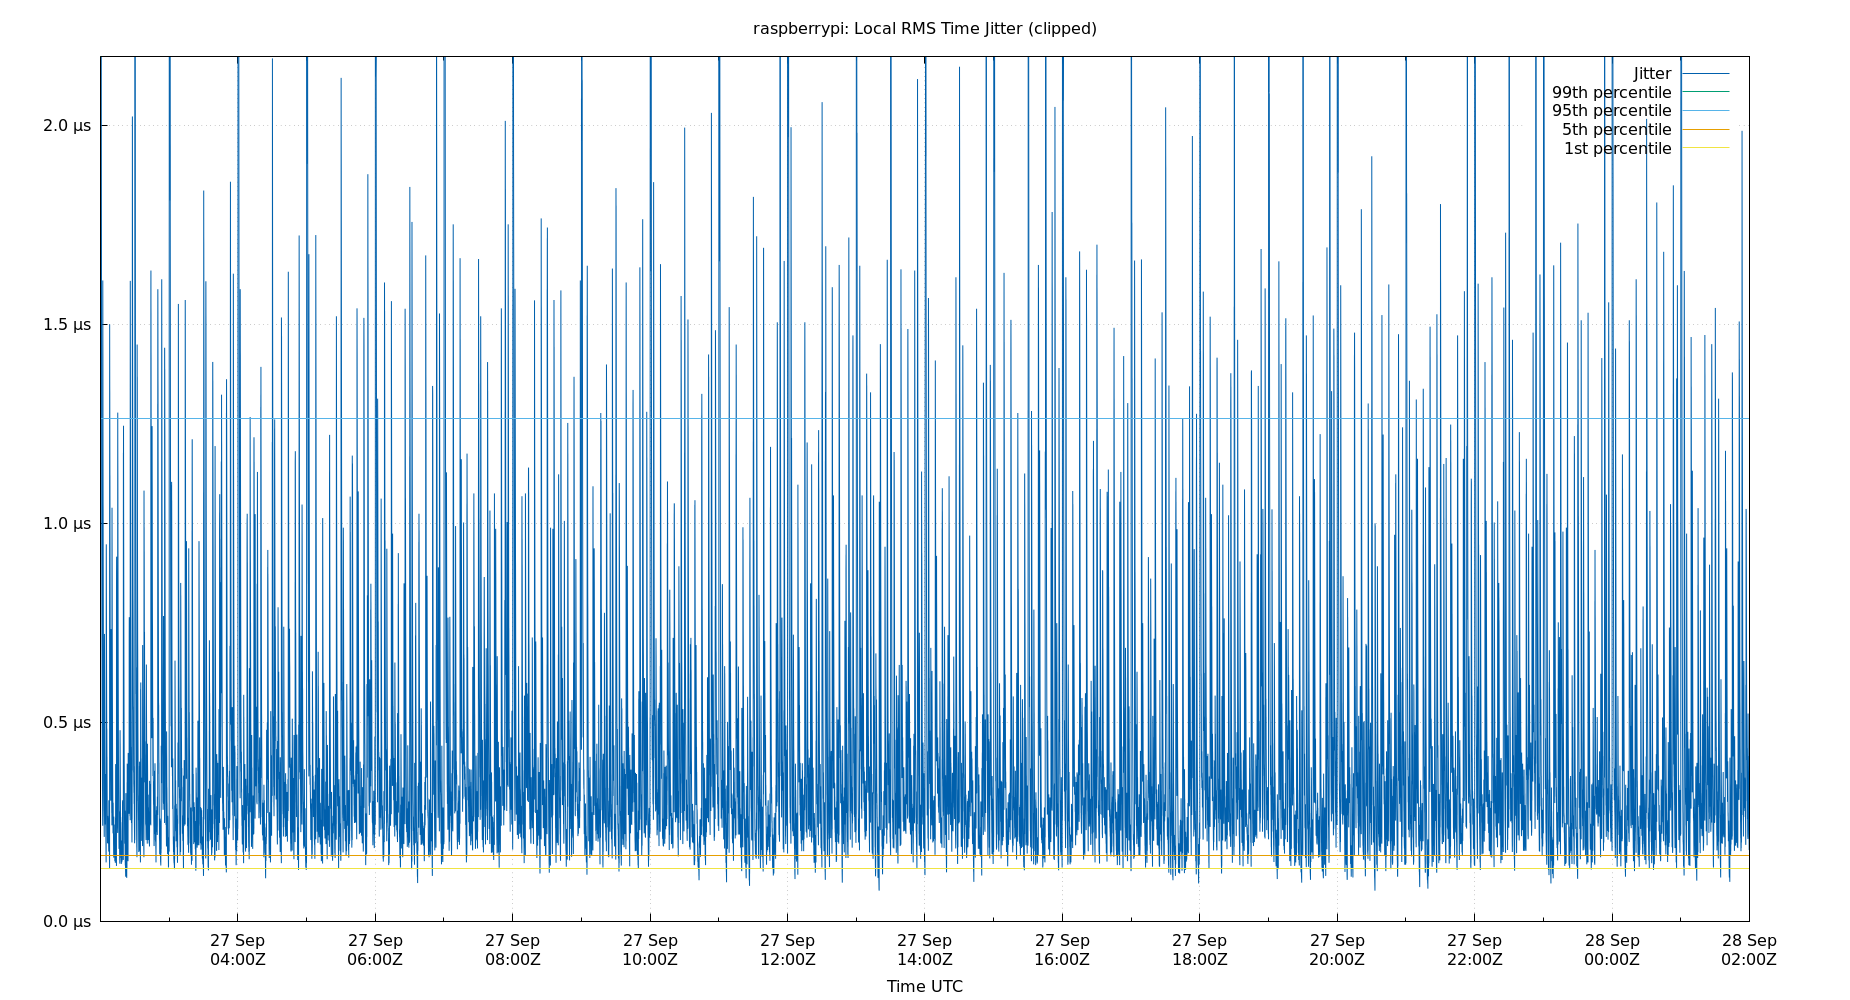 raspberrypi: Local RMS Time Jitter (clipped)
Jitter
99th percentile
95th percentile
5th percentile
1st percentile
2.0 µs
1.5 µs
1.0 µs
0.5 µs
0.0 µs
27 Sep 27 Sep 27 Sep 27 Sep 27 Sep 27 Sep 27 Sep 27 Sep 27 Sep 27 Sep 28 Sep 28 Sep
04:00Z 06:00Z 08:00Z 10:00Z 12:00Z 14:00Z 16:00Z 18:00Z 20:00Z 22:00Z 00:00Z 02:00Z
Time UTC